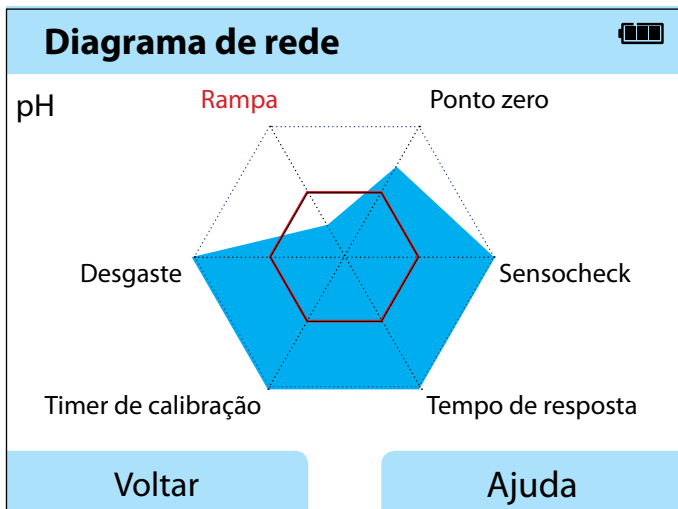 Diagrama de rede
pH
Rampa
Ponto zero
Desgaste
Sensocheck
Timer de calibração
Tempo de resposta
Voltar
Ajuda